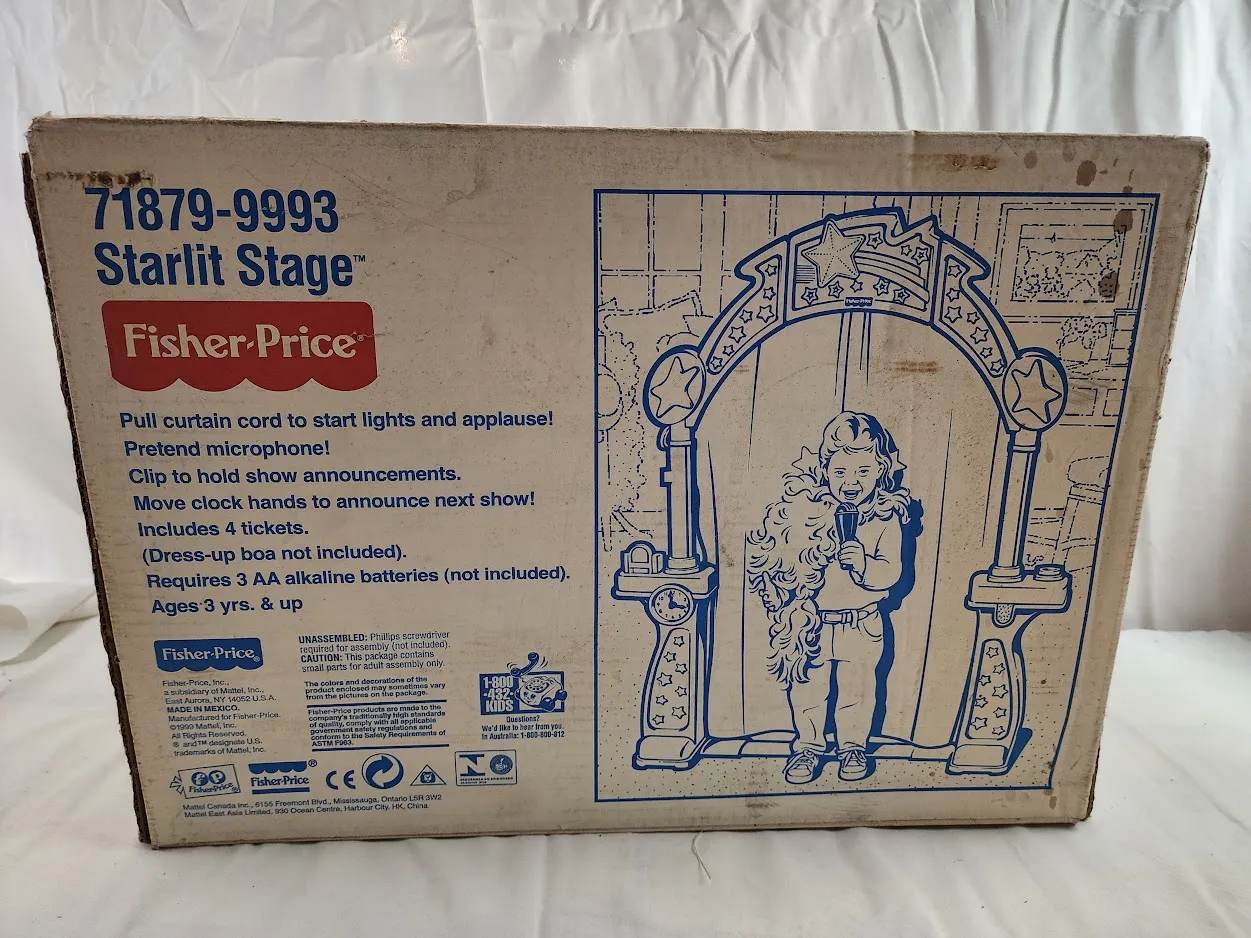 71879-9993
Starlit Stage™
Fisher-Price®
Pull curtain cord to start lights and applause!
Pretend microphone!
Clip to hold show announcements.
Move clock hands to announce next show!
Includes 4 tickets.
(Dress-up boa not included).
Requires 3 AA alkaline batteries (not included).
Ages 3 yrs. & up
Fisher-Price®
Fisher-Price, Inc.,
a subsidiary of Mattel, Inc.,
East Aurora, NY 14052 U.S.A.
MADE IN MEXICO.
Manufactured for Fisher-Price.
©1999 Mattel, Inc.
All Rights Reserved.
® and ™ designate U.S.
trademarks of Mattel, Inc.
UNASSEMBLED: Phillips screwdriver
required for assembly (not included).
CAUTION: This package contains
small parts for adult assembly only.
The colors and decorations of the
product enclosed may sometimes vary
from the pictures on the package.
Fisher-Price products are made to the
company's traditionally high standards
of quality, comply with all applicable
government safety regulations and
conform to the Safety Requirements of
ASTM F963.
1-800
-432-
KIDS
Questions?
We'd like to hear from you.
In Australia: 1-800-800-812
fp
Fisher-Price®
Fisher-Price®
CE
N
Mattel Canada Inc., 6155 Freemont Blvd., Mississauga, Ontario L5R 3W2
Mattel East Asia Limited, 930 Ocean Centre, Harbour City, HK, China.
Fisher-Price